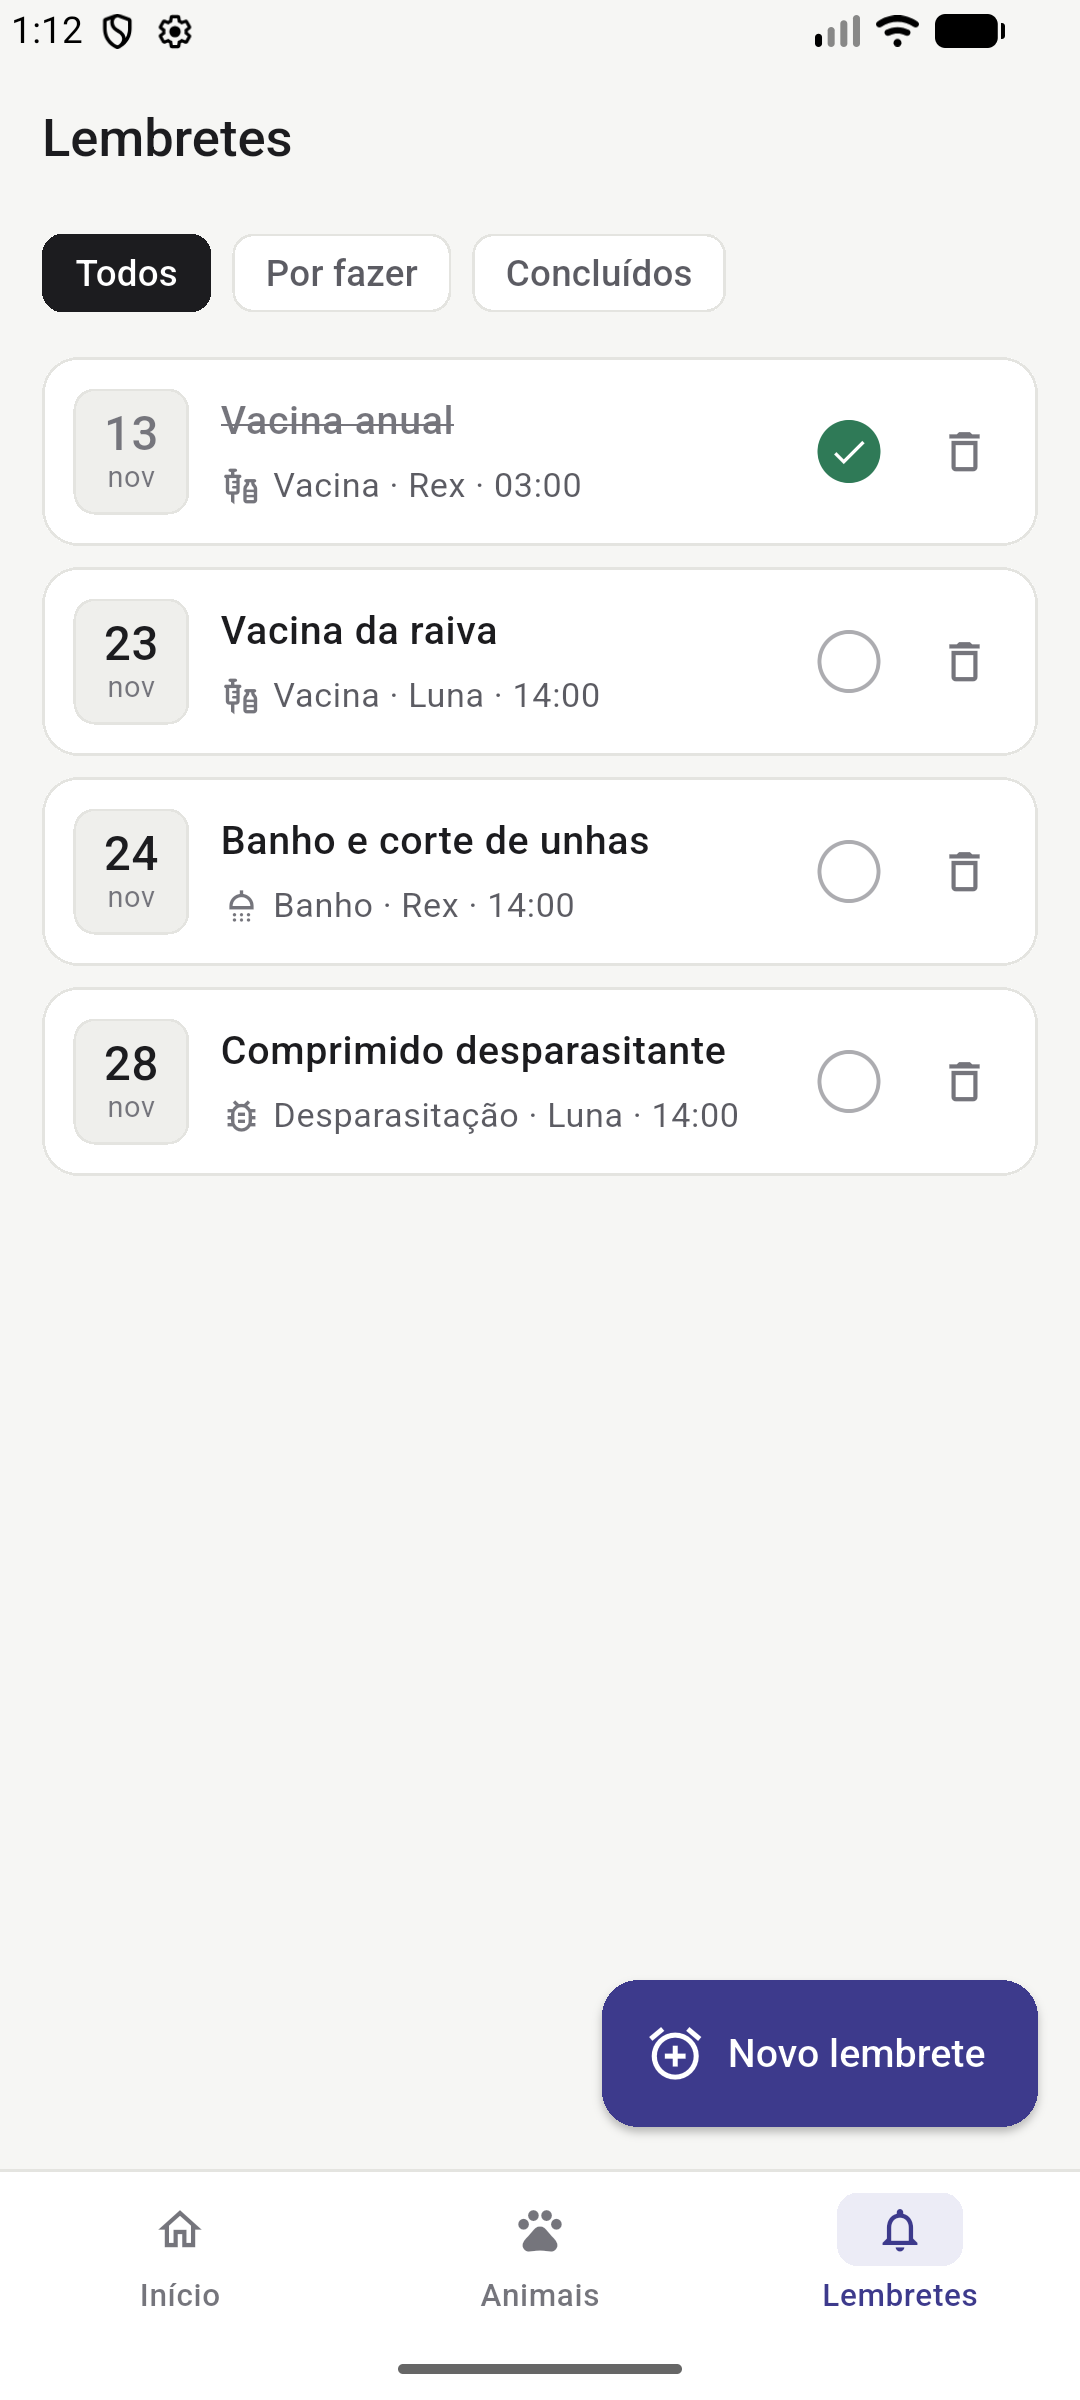 1:12
Lembretes
Todos
Por fazer
Concluídos
13
nov
Vacina anual
Vacina · Rex · 03:00
23
nov
Vacina da raiva
Vacina · Luna · 14:00
24
nov
Banho e corte de unhas
Banho · Rex · 14:00
28
nov
Comprimido desparasitante
Desparasitação · Luna · 14:00
Novo lembrete
Início
Animais
Lembretes